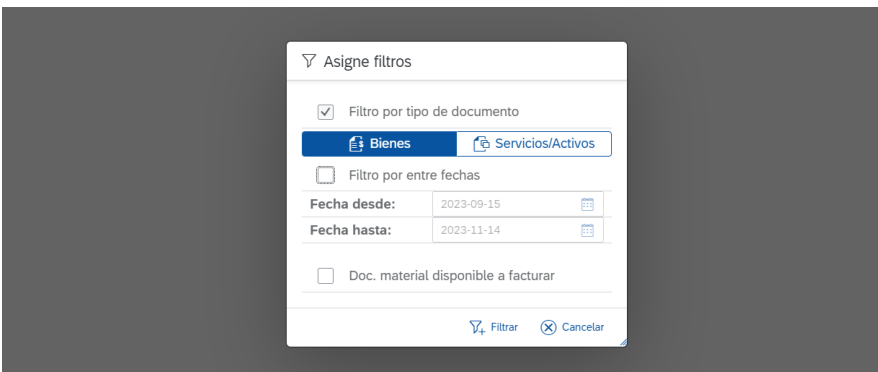 Asigne filtros
Filtro por tipo de documento
Bienes Servicios/Activos
Filtro por entre fechas
Fecha desde: 2023-09-15
Fecha hasta: 2023-11-14
Doc. material disponible a facturar
Filtrar Cancelar